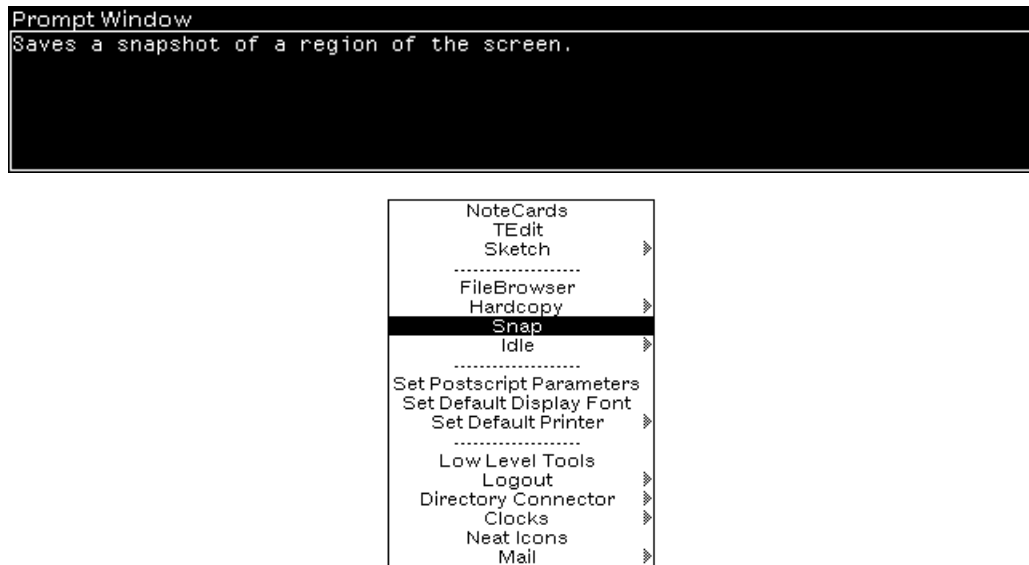 Prompt Window
Saves a snapshot of a region of the screen.
NoteCards
TEdit
Sketch
-------------------
FileBrowser
Hardcopy
Snap
Idle
-------------------
Set Postscript Parameters
Set Default Display Font
Set Default Printer
-------------------
Low Level Tools
Logout
Directory Connector
Clocks
Neat Icons
Mail